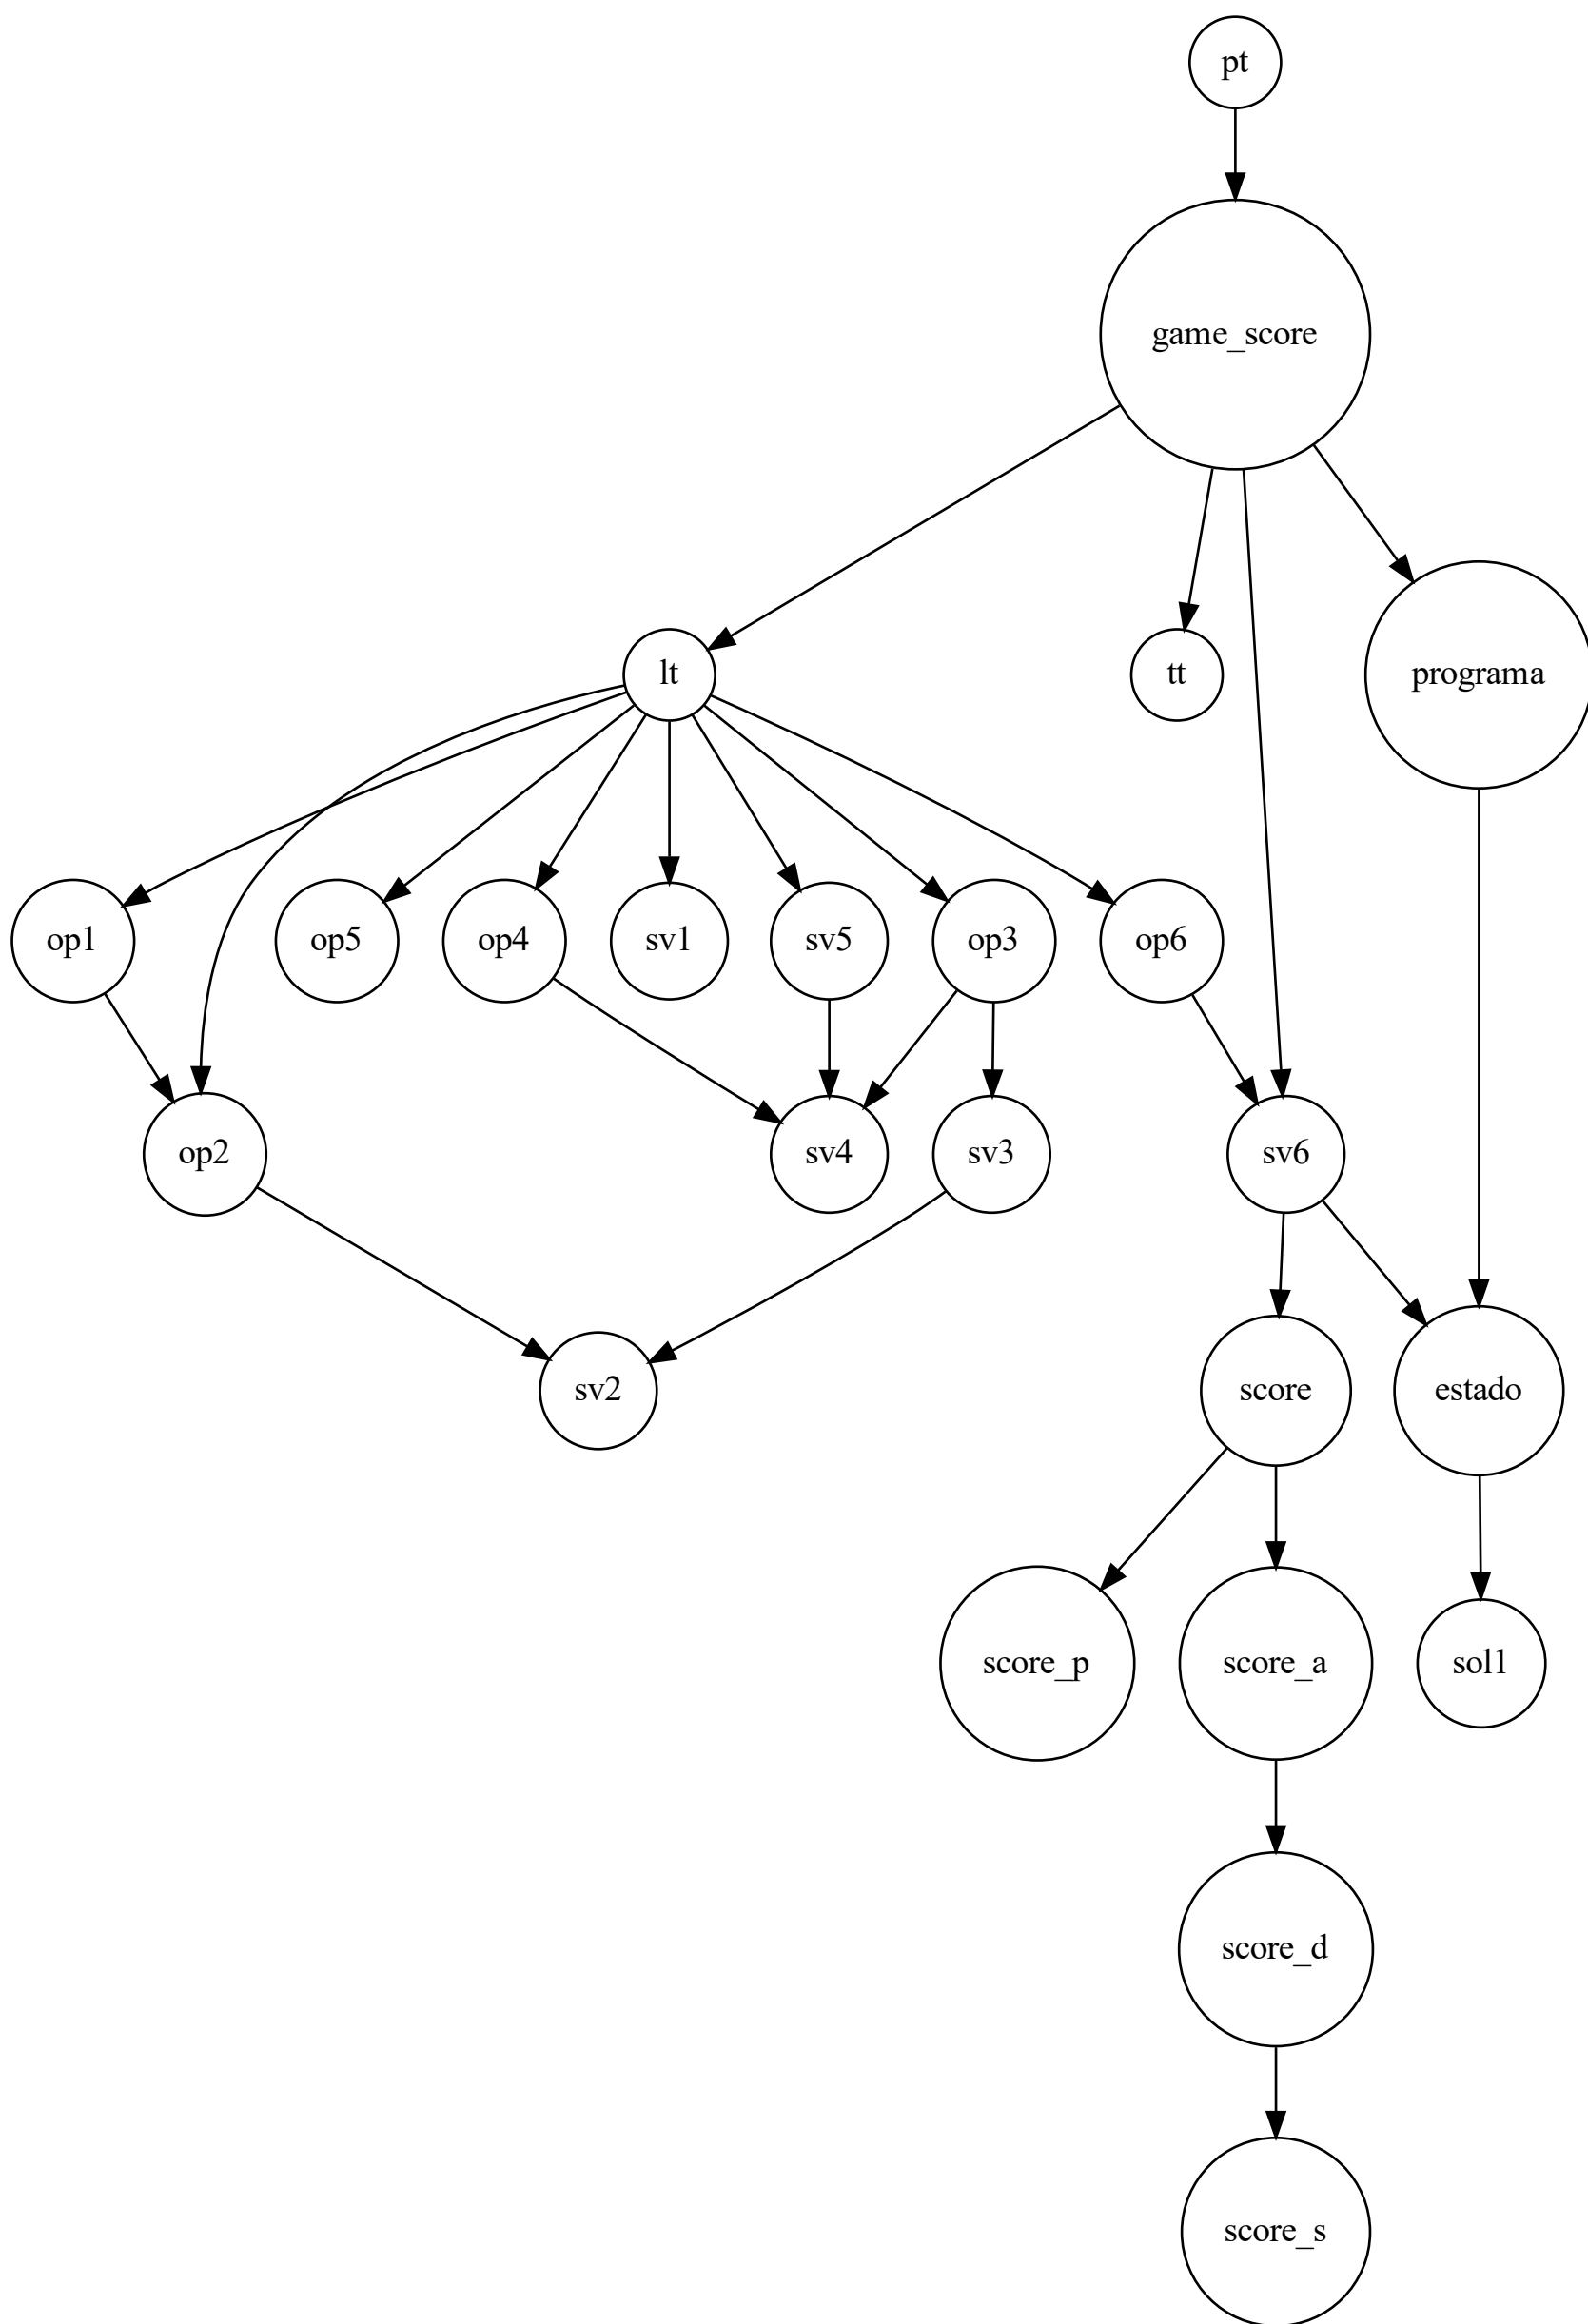 pt
game_score
lt
tt
programa
op1
op5
op4
sv1
sv5
op3
op6
op2
sv4
sv3
sv6
sv2
score
estado
score_p
score_a
sol1
score_d
score_s